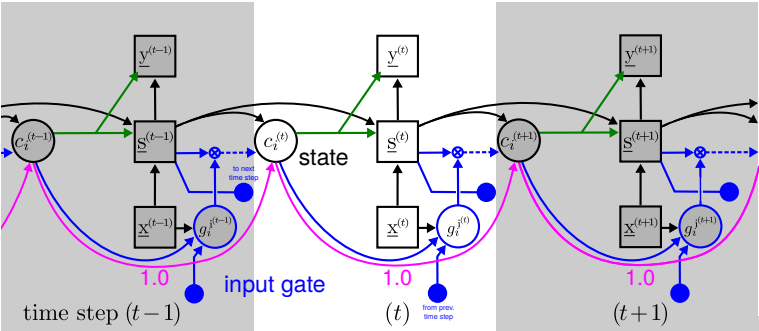 y^(t−1) y^(t) y^(t+1)
c_i^(t−1) s^(t−1) c_i^(t) s^(t) c_i^(t+1) s^(t+1)
state
to next
time step
x^(t−1) g_i^j(t−1) x^(t) g_i^j(t) x^(t+1) g_i^j(t+1)
1.0 1.0 1.0
input gate
from prev.
time step
time step (t−1) (t) (t+1)